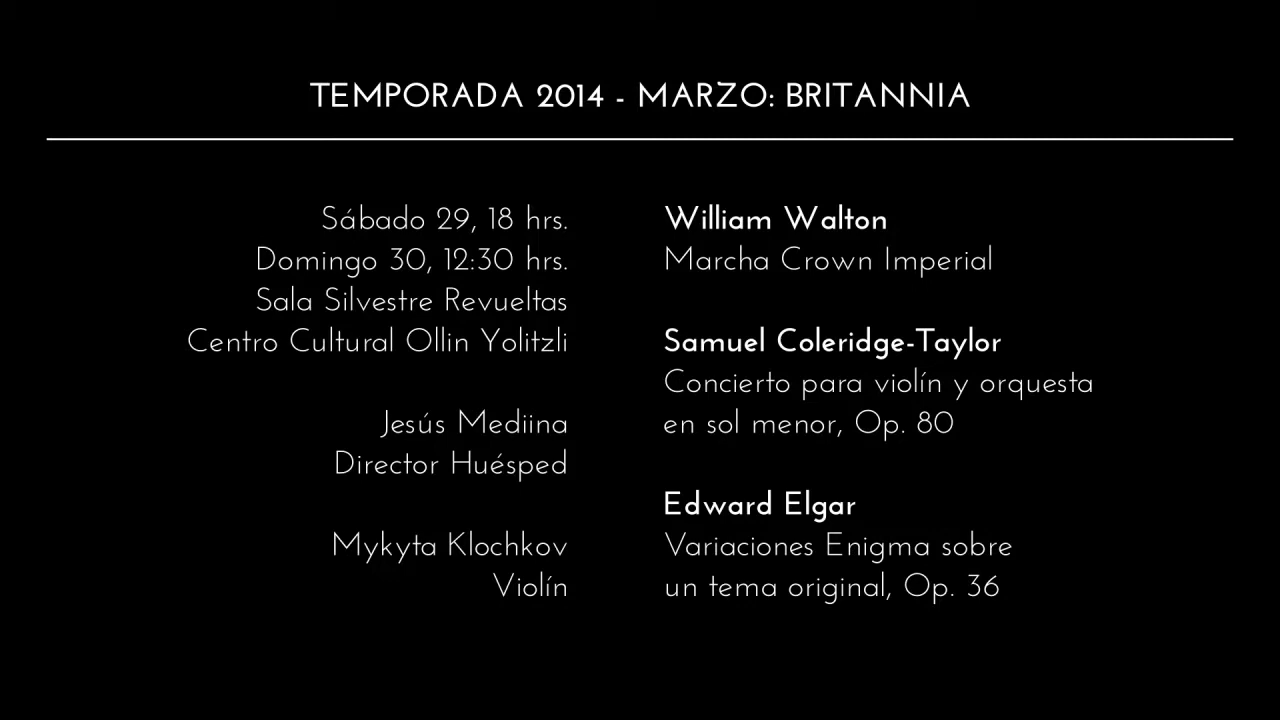 TEMPORADA 2014 - MARZO: BRITANNIA
Sábado 29, 18 hrs.
Domingo 30, 12:30 hrs.
Sala Silvestre Revueltas
Centro Cultural Ollin Yolitzli
Jesús Mediina
Director Huésped
Mykyta Klochkov
Violín
William Walton
Marcha Crown Imperial
Samuel Coleridge-Taylor
Concierto para violín y orquesta
en sol menor, Op. 80
Edward Elgar
Variaciones Enigma sobre
un tema original, Op. 36